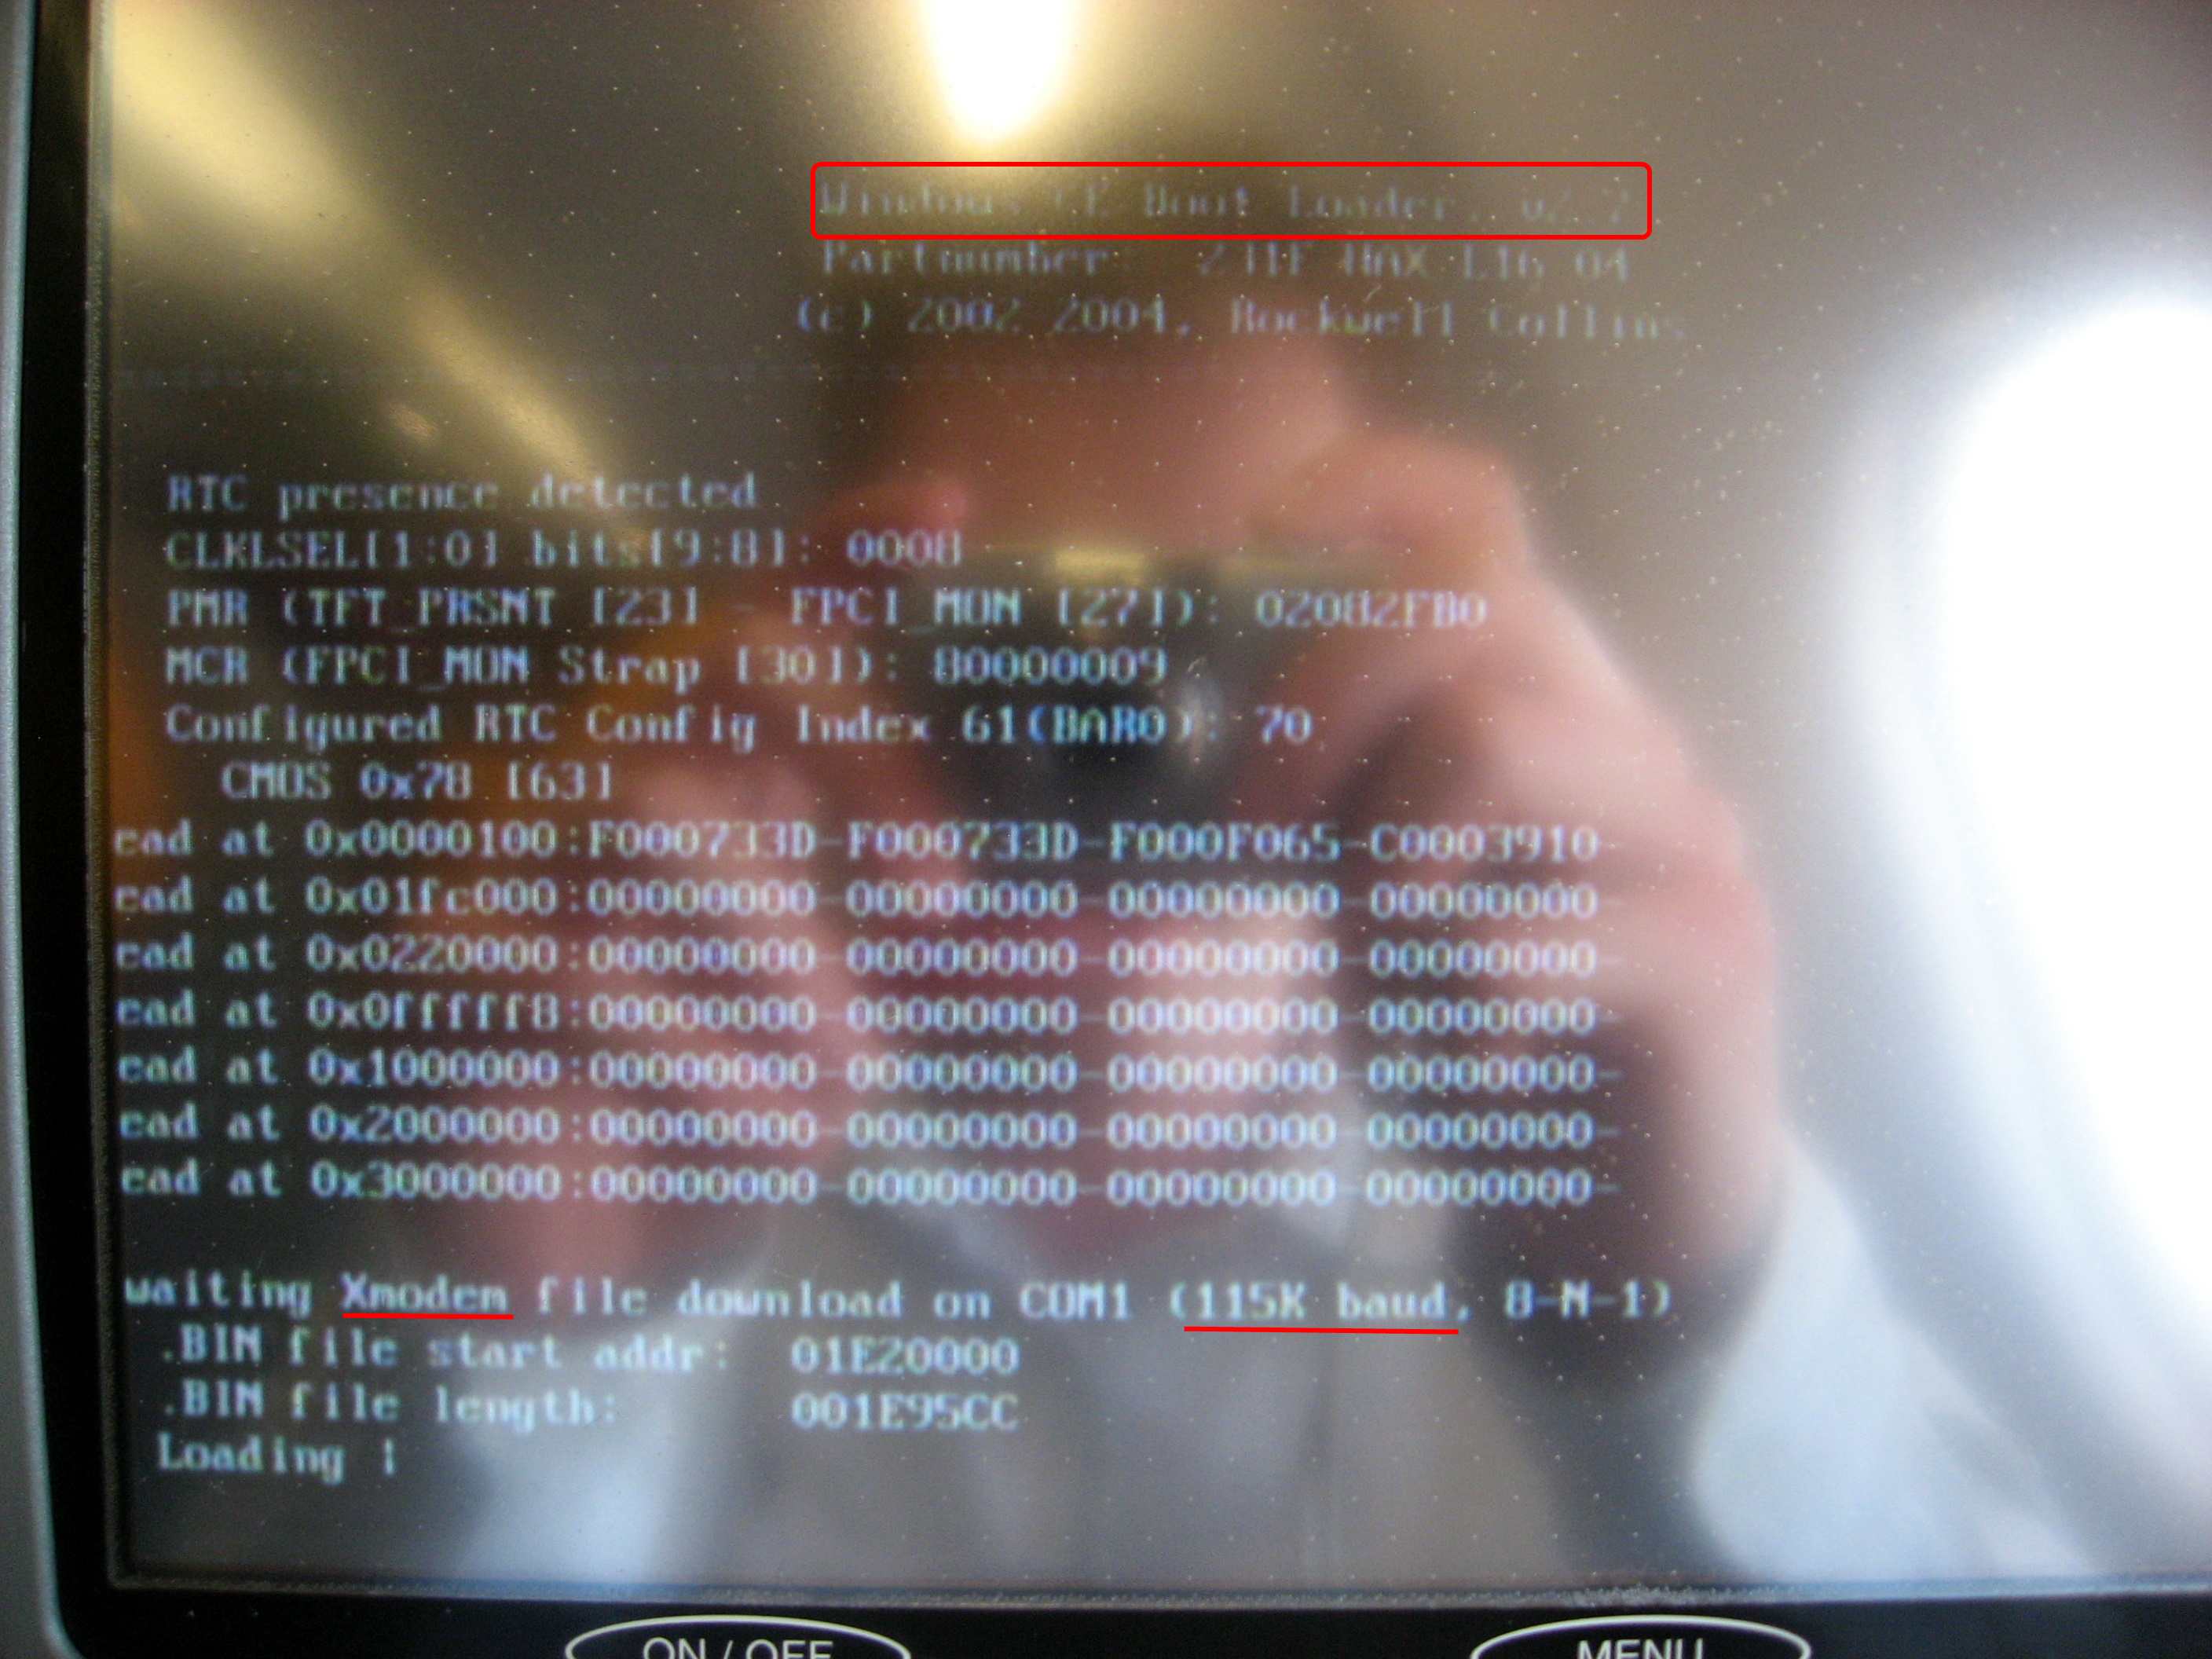 Windows CE Boot Loader, v2.2
Partnumber:
(c) 2002 2004, Rockwell Collins
RTC presence detected
CLKLSEL[1:0] bits[9:8]: 0008
PMR (TFT_PRSNT [23] - FPCI_MON [27]): 02082FB0
MCR (FPCI_MON Strap [30]): 80000009
Configured RTC Config Index 61(BAR0): 70
CMOS 0x78 [63]
ead at 0x0000100:F000733D-F000733D-F000F065-C0003910-
ead at 0x01fc000:00000000-00000000-00000000-00000000-
ead at 0x0220000:00000000-00000000-00000000-00000000-
ead at 0x0fffff8:00000000-00000000-00000000-00000000-
ead at 0x1000000:00000000-00000000-00000000-00000000-
ead at 0x2000000:00000000-00000000-00000000-00000000-
ead at 0x3000000:00000000-00000000-00000000-00000000-
waiting Xmodem file download on COM1 (115K baud, 8-N-1)
.BIN file start addr: 01E20000
.BIN file length: 001E95CC
Loading |
ON / OFF MENU